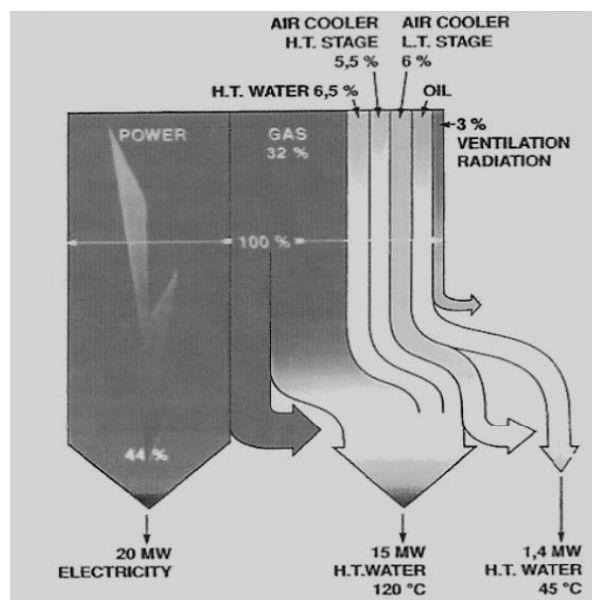 AIR COOLER
H.T. STAGE
5,5 %
AIR COOLER
L.T. STAGE
6 %
H.T. WATER 6,5 %
OIL
POWER
GAS
32 %
3 %
VENTILATION
RADIATION
100 %
44 %
20 MW
ELECTRICITY
15 MW
H.T.WATER
120 °C
1,4 MW
H.T. WATER
45 °C